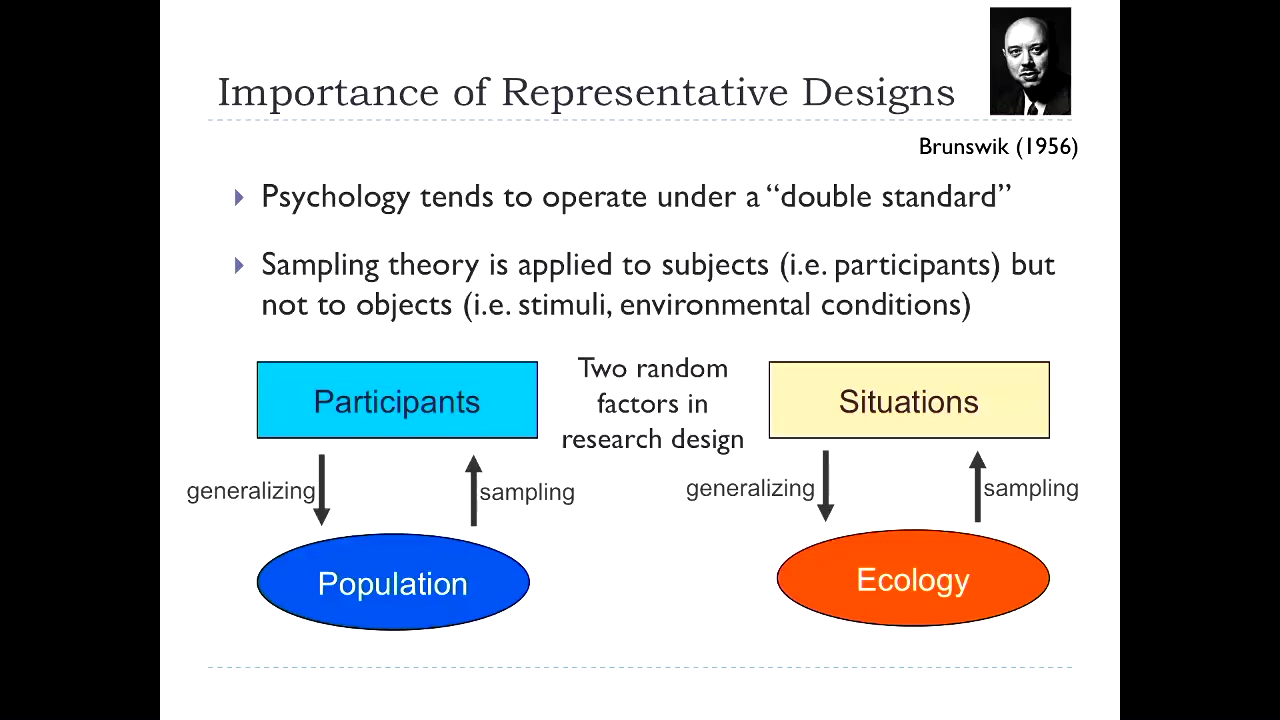 Importance of Representative Designs
Brunswik (1956)
Psychology tends to operate under a “double standard”
Sampling theory is applied to subjects (i.e. participants) but
not to objects (i.e. stimuli, environmental conditions)
Participants
Two random
factors in
research design
Situations
generalizing
sampling
generalizing
sampling
Population
Ecology